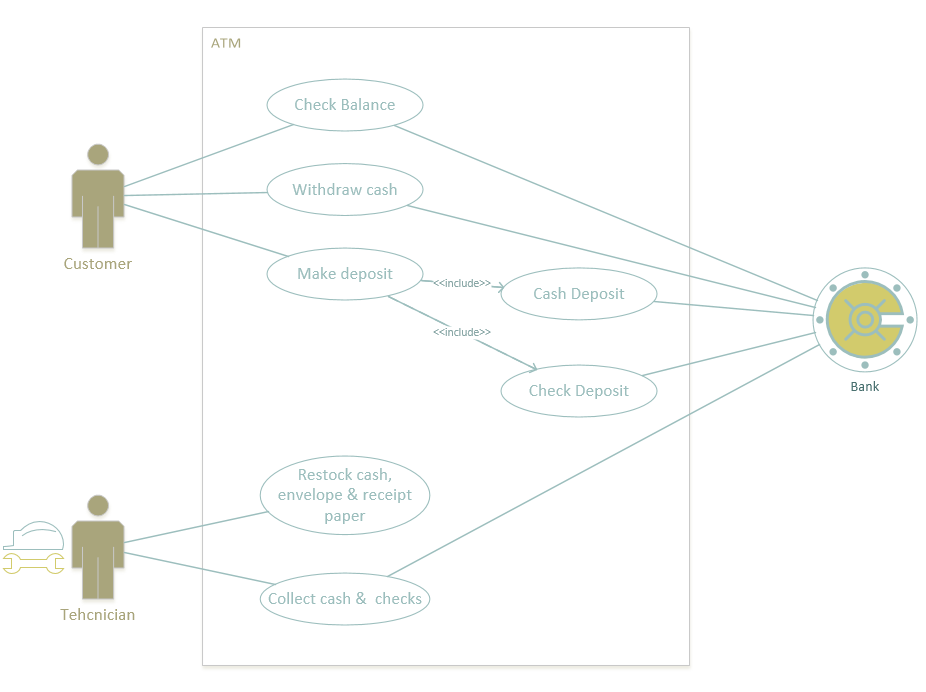 ATM
Check Balance
Withdraw cash
Customer
Make deposit
<<include>>
Cash Deposit
<<include>>
Bank
Check Deposit
Restock cash,
envelope & receipt
paper
Collect cash & checks
Tehcnician